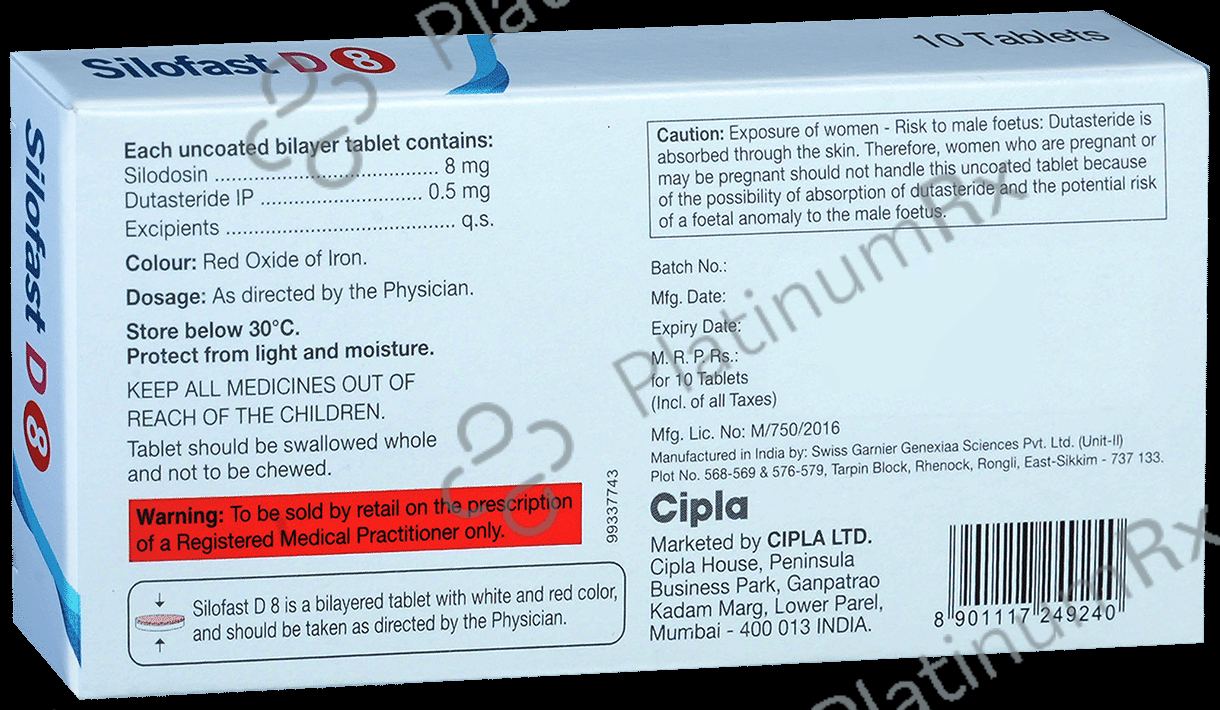 Silofast D 8
10 Tablets
Silofast D 8
Each uncoated bilayer tablet contains:
Silodosin ........................................ 8 mg
Dutasteride IP ............................. 0.5 mg
Excipients ......................................... q.s.
Colour: Red Oxide of Iron.
Dosage: As directed by the Physician.
Store below 30°C.
Protect from light and moisture.
KEEP ALL MEDICINES OUT OF
REACH OF THE CHILDREN.
Tablet should be swallowed whole
and not to be chewed.
Warning: To be sold by retail on the prescription
of a Registered Medical Practitioner only.
99337743
Silofast D 8 is a bilayered tablet with white and red color,
and should be taken as directed by the Physician.
Caution: Exposure of women - Risk to male foetus: Dutasteride is
absorbed through the skin. Therefore, women who are pregnant or
may be pregnant should not handle this uncoated tablet because
of the possibility of absorption of dutasteride and the potential risk
of a foetal anomaly to the male foetus.
Batch No.:
Mfg. Date:
Expiry Date:
M. R. P. Rs.:
for 10 Tablets
(Incl. of all Taxes)
Mfg. Lic. No: M/750/2016
Manufactured in India by: Swiss Garnier Genexiaa Sciences Pvt. Ltd. (Unit-II)
Plot No. 568-569 & 576-579, Tarpin Block, Rhenock, Rongli, East-Sikkim - 737 133.
Cipla
Marketed by CIPLA LTD.
Cipla House, Peninsula
Business Park, Ganpatrao
Kadam Marg, Lower Parel,
Mumbai - 400 013 INDIA.
8 901117 249240
PlatinumRx
PlatinumRx
PlatinumRx